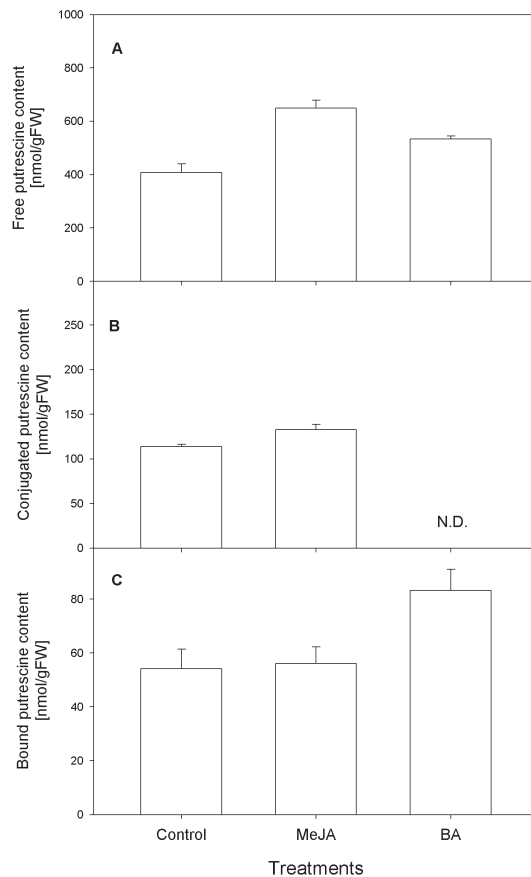 1000
A
800
600
400
200
0
Free putrescine content
[nmol/gFW]
B
250
200
150
100
50
0
N.D.
Conjugated putrescine content
[nmol/gFW]
C
80
60
40
20
0
Bound putrescine content
[nmol/gFW]
Control MeJA BA
Treatments